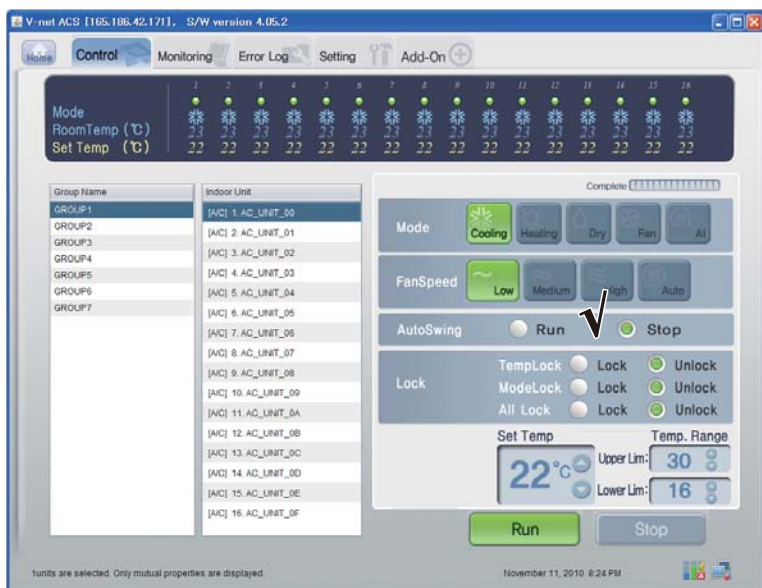 V-net ACS [165.186.42.171]. S/W version 4.05.2
Home Control Monitoring Error Log Setting Add-On
1 2 3 4 5 6 7 8 9 10 11 12 13 14 15 16
Mode
RoomTemp (℃) 23 23 23 23 23 23 23 23 23 23 23 23 23 23 23 23
Set Temp (℃) 22 22 22 22 22 22 22 22 22 22 22 22 22 22 22 22
Group Name
GROUP1
GROUP2
GROUP3
GROUP4
GROUP5
GROUP6
GROUP7
Indoor Unit
[A/C] 1. AC_UNIT_00
[A/C] 2. AC_UNIT_01
[A/C] 3. AC_UNIT_02
[A/C] 4. AC_UNIT_03
[A/C] 5. AC_UNIT_04
[A/C] 6. AC_UNIT_05
[A/C] 7. AC_UNIT_06
[A/C] 8. AC_UNIT_07
[A/C] 9. AC_UNIT_08
[A/C] 10. AC_UNIT_09
[A/C] 11. AC_UNIT_0A
[A/C] 12. AC_UNIT_0B
[A/C] 13. AC_UNIT_0C
[A/C] 14. AC_UNIT_0D
[A/C] 15. AC_UNIT_0E
[A/C] 16. AC_UNIT_0F
Complete
Mode Cooling Heating Dry Fan AI
FanSpeed Low Medium High Auto
AutoSwing Run √ Stop
Lock
TempLock Lock Unlock
ModeLock Lock Unlock
All Lock Lock Unlock
Set Temp Temp. Range
22°C
Upper Lim: 30
Lower Lim: 16
Run Stop
1units are selected. Only mutual properties are displayed. November 11, 2010 8:24 PM